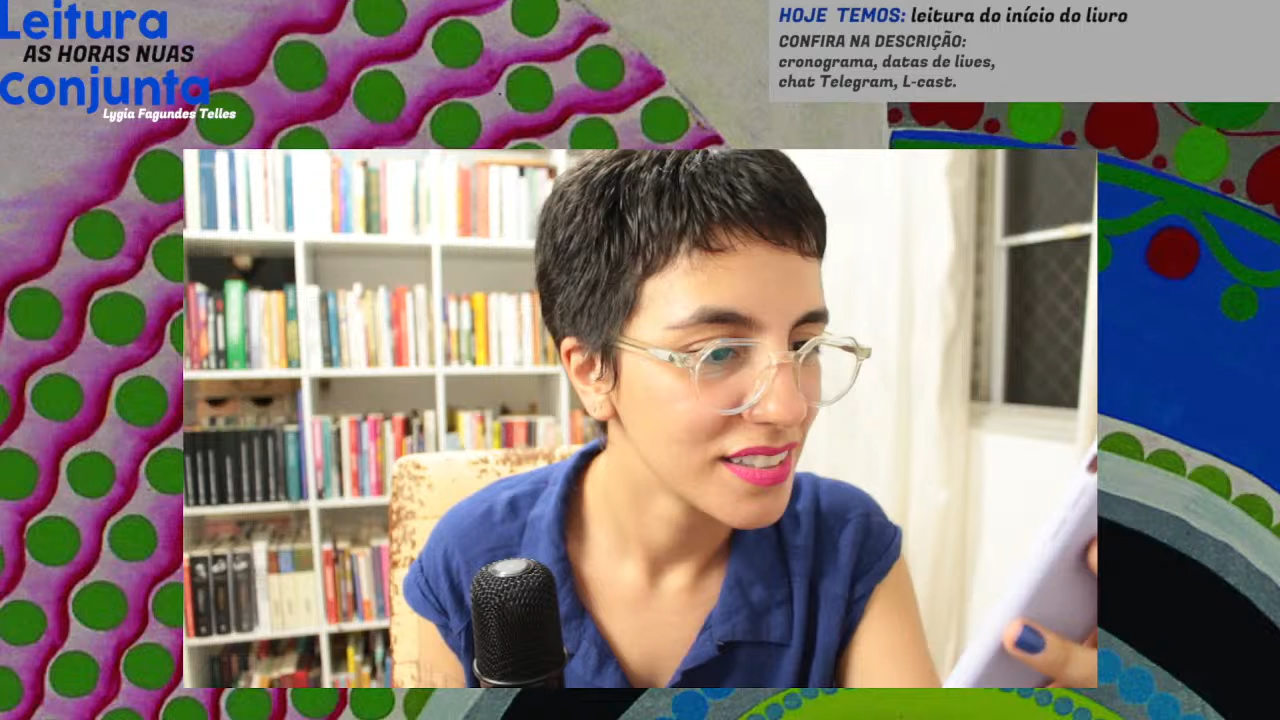 Leitura
AS HORAS NUAS
Conjunta
Lygia Fagundes Telles
HOJE TEMOS: leitura do início do livro
CONFIRA NA DESCRIÇÃO:
cronograma, datas de lives,
chat Telegram, L-cast.